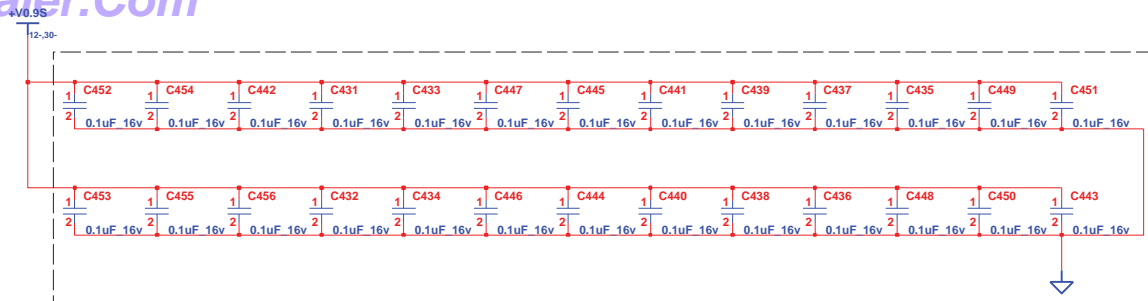 aler.Com
+V0.9S
12-,30-
C452 C454 C442 C431 C433 C447 C445 C441 C439 C437 C435 C449 C451
1 1 1 1 1 1 1 1 1 1 1 1 1
2 2 2 2 2 2 2 2 2 2 2 2 2
0.1uF_16v 0.1uF_16v 0.1uF_16v 0.1uF_16v 0.1uF_16v 0.1uF_16v 0.1uF_16v 0.1uF_16v 0.1uF_16v 0.1uF_16v 0.1uF_16v 0.1uF_16v 0.1uF_16v
C453 C455 C456 C432 C434 C446 C444 C440 C438 C436 C448 C450 C443
1 1 1 1 1 1 1 1 1 1 1 1 1
2 2 2 2 2 2 2 2 2 2 2 2 2
0.1uF_16v 0.1uF_16v 0.1uF_16v 0.1uF_16v 0.1uF_16v 0.1uF_16v 0.1uF_16v 0.1uF_16v 0.1uF_16v 0.1uF_16v 0.1uF_16v 0.1uF_16v 0.1uF_16v